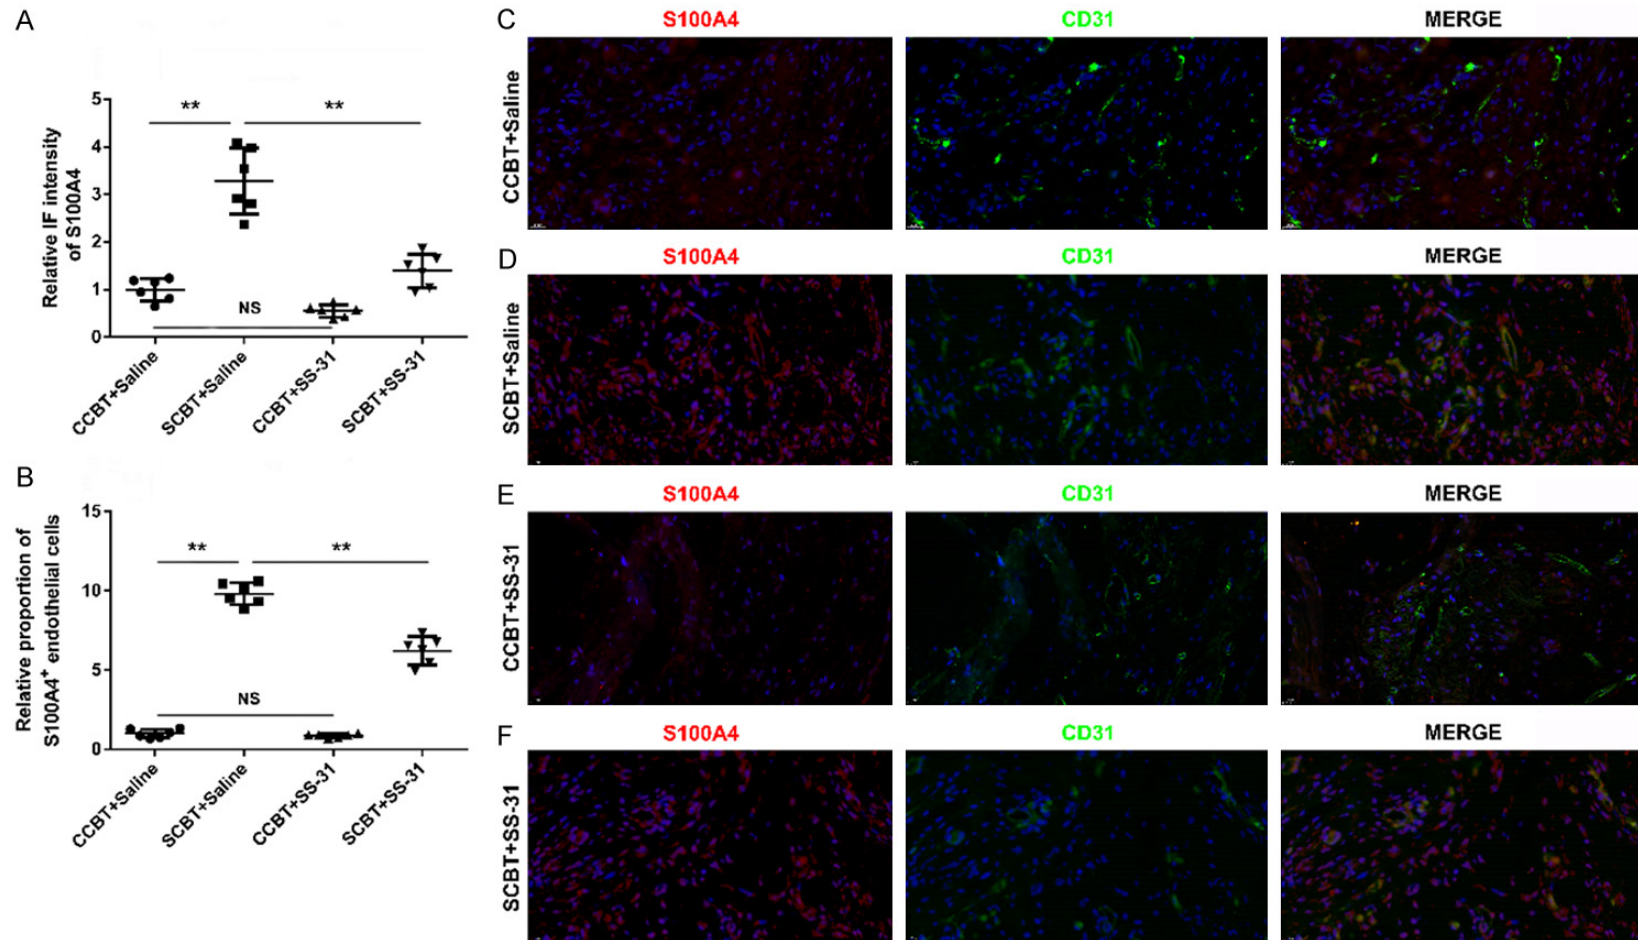 A
Relative IF intensity
of S100A4
5
4
3
2
1
0
**
**
NS
CCBT+Saline
SCBT+Saline
CCBT+SS-31
SCBT+SS-31
B
Relative proportion of
S100A4⁺ endothelial cells
15
10
5
0
**
**
NS
CCBT+Saline
SCBT+Saline
CCBT+SS-31
SCBT+SS-31
C
S100A4
CD31
MERGE
CCBT+Saline
D
S100A4
CD31
MERGE
SCBT+Saline
E
S100A4
CD31
MERGE
CCBT+SS-31
F
S100A4
CD31
MERGE
SCBT+SS-31